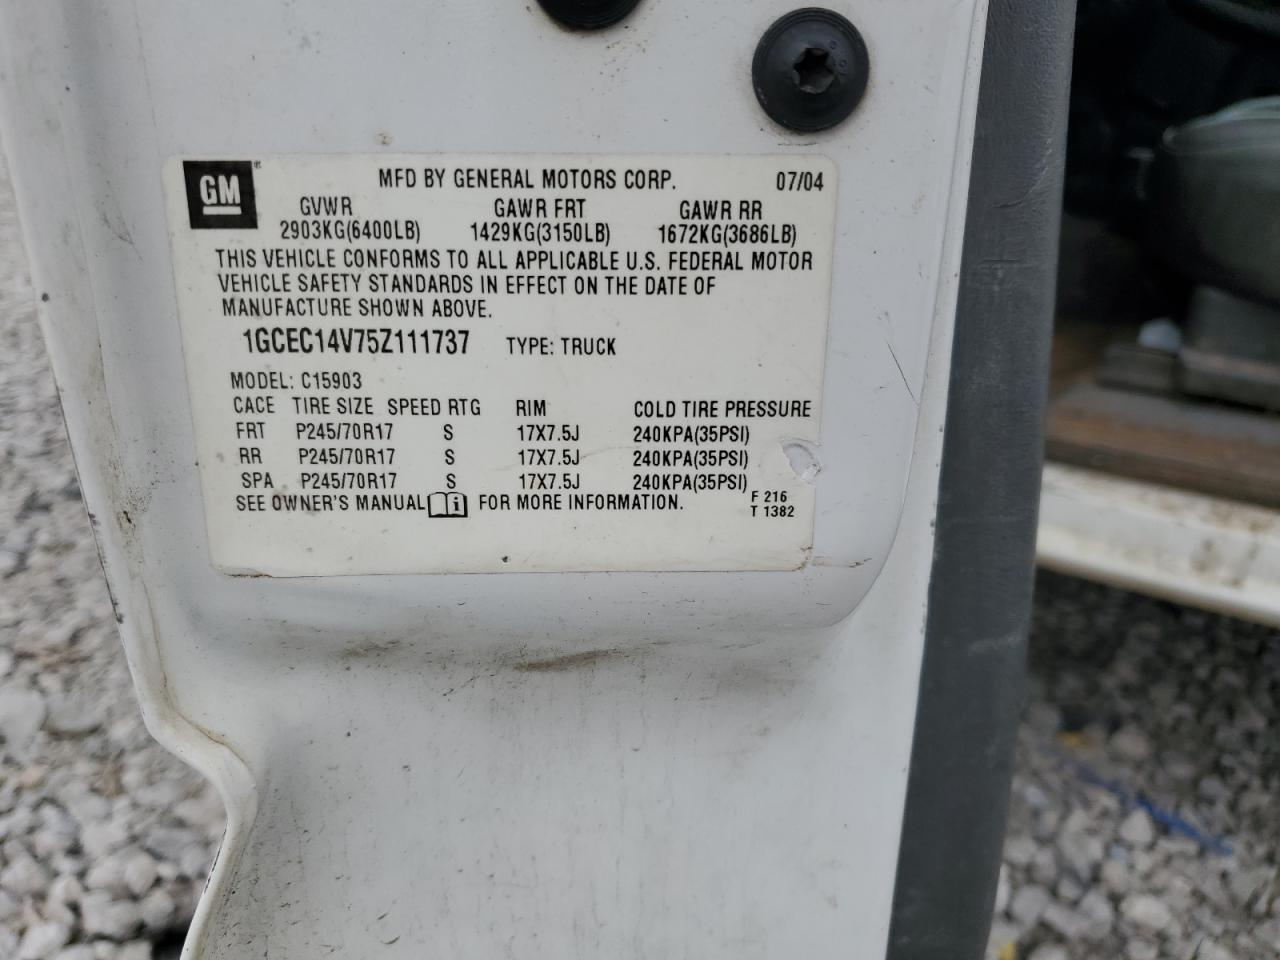 GM®
MFD BY GENERAL MOTORS CORP. 07/04
GVWR GAWR FRT GAWR RR
2903KG(6400LB) 1429KG(3150LB) 1672KG(3686LB)
THIS VEHICLE CONFORMS TO ALL APPLICABLE U.S. FEDERAL MOTOR
VEHICLE SAFETY STANDARDS IN EFFECT ON THE DATE OF
MANUFACTURE SHOWN ABOVE.
1GCEC14V75Z111737 TYPE: TRUCK
MODEL: C15903
CACE TIRE SIZE SPEED RTG RIM COLD TIRE PRESSURE
FRT P245/70R17 S 17X7.5J 240KPA(35PSI)
RR P245/70R17 S 17X7.5J 240KPA(35PSI)
SPA P245/70R17 S 17X7.5J 240KPA(35PSI)
SEE OWNER'S MANUAL i FOR MORE INFORMATION. F 216
T 1382